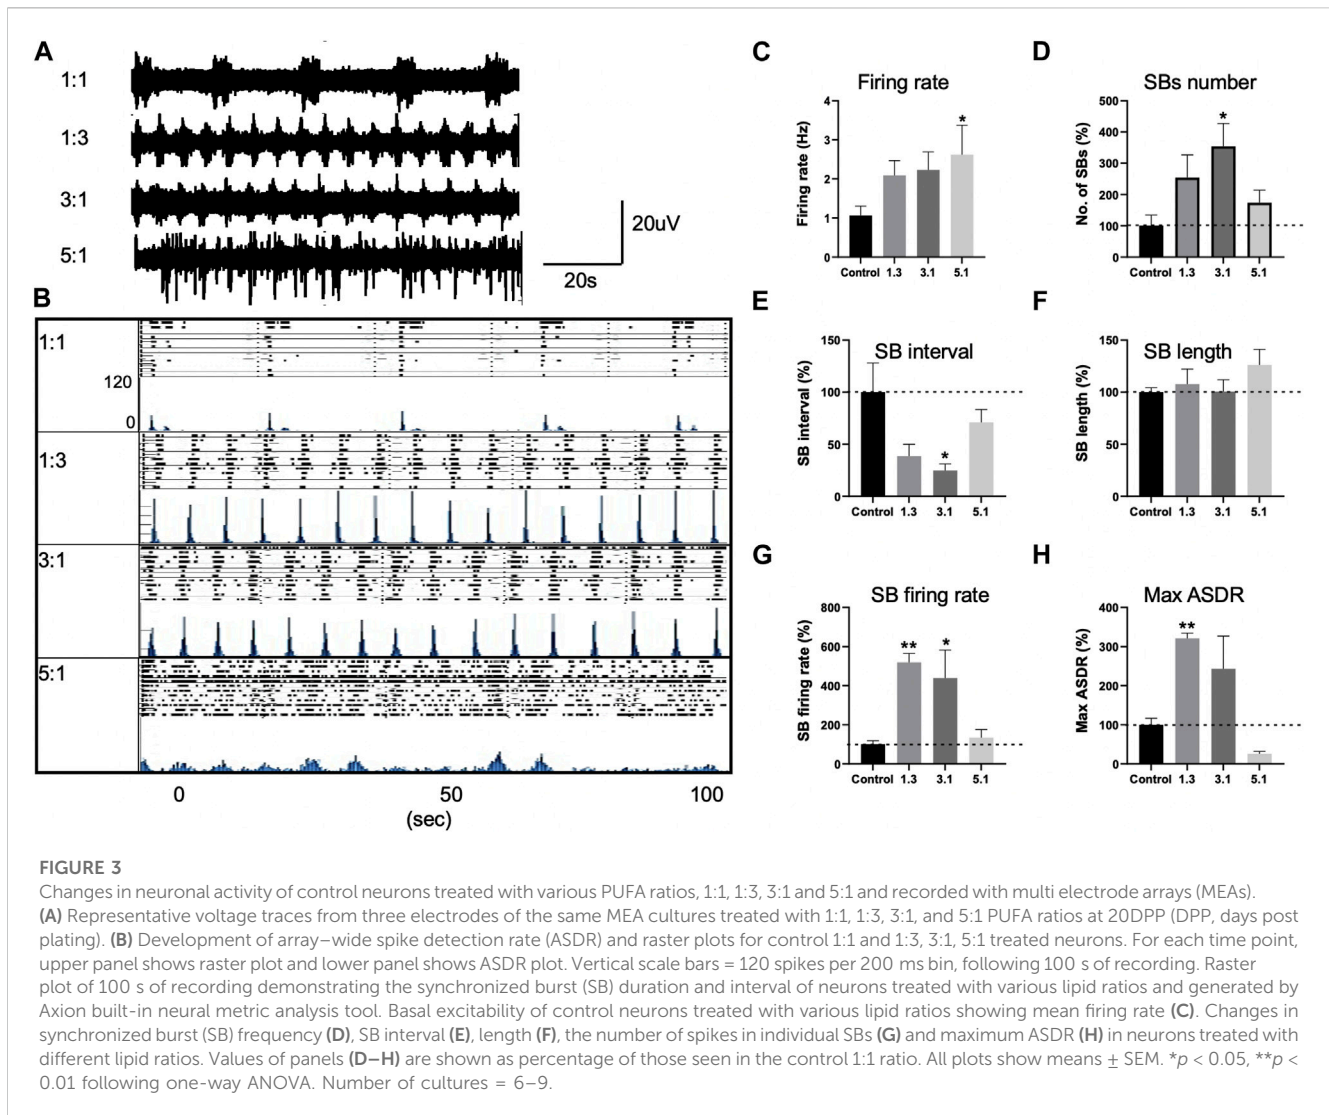 A
1:1
1:3
3:1
5:1
20uV
20s
B
1:1
120
0
1:3
3:1
5:1
0
50
100
(sec)
C
Firing rate
Firing rate (Hz)
4
3
2
1
0
*
Control 1.3 3.1 5.1
D
SBs number
No. of SBs (%)
500
400
300
200
100
0
*
Control 1.3 3.1 5.1
E
SB interval
SB interval (%)
150
100
50
0
*
Control 1.3 3.1 5.1
F
SB length
SB length (%)
150
100
50
0
Control 1.3 3.1 5.1
G
SB firing rate
SB firing rate (%)
800
600
400
200
100
0
**
*
Control 1.3 3.1 5.1
H
Max ASDR
Max ASDR (%)
400
300
200
100
0
**
Control 1.3 3.1 5.1
FIGURE 3
Changes in neuronal activity of control neurons treated with various PUFA ratios, 1:1, 1:3, 3:1 and 5:1 and recorded with multi electrode arrays (MEAs).
(A) Representative voltage traces from three electrodes of the same MEA cultures treated with 1:1, 1:3, 3:1, and 5:1 PUFA ratios at 20DPP (DPP, days post
plating). (B) Development of array–wide spike detection rate (ASDR) and raster plots for control 1:1 and 1:3, 3:1, 5:1 treated neurons. For each time point,
upper panel shows raster plot and lower panel shows ASDR plot. Vertical scale bars = 120 spikes per 200 ms bin, following 100 s of recording. Raster
plot of 100 s of recording demonstrating the synchronized burst (SB) duration and interval of neurons treated with various lipid ratios and generated by
Axion built-in neural metric analysis tool. Basal excitability of control neurons treated with various lipid ratios showing mean firing rate (C). Changes in
synchronized burst (SB) frequency (D), SB interval (E), length (F), the number of spikes in individual SBs (G) and maximum ASDR (H) in neurons treated with
different lipid ratios. Values of panels (D–H) are shown as percentage of those seen in the control 1:1 ratio. All plots show means ± SEM. *p < 0.05, **p <
0.01 following one-way ANOVA. Number of cultures = 6–9.